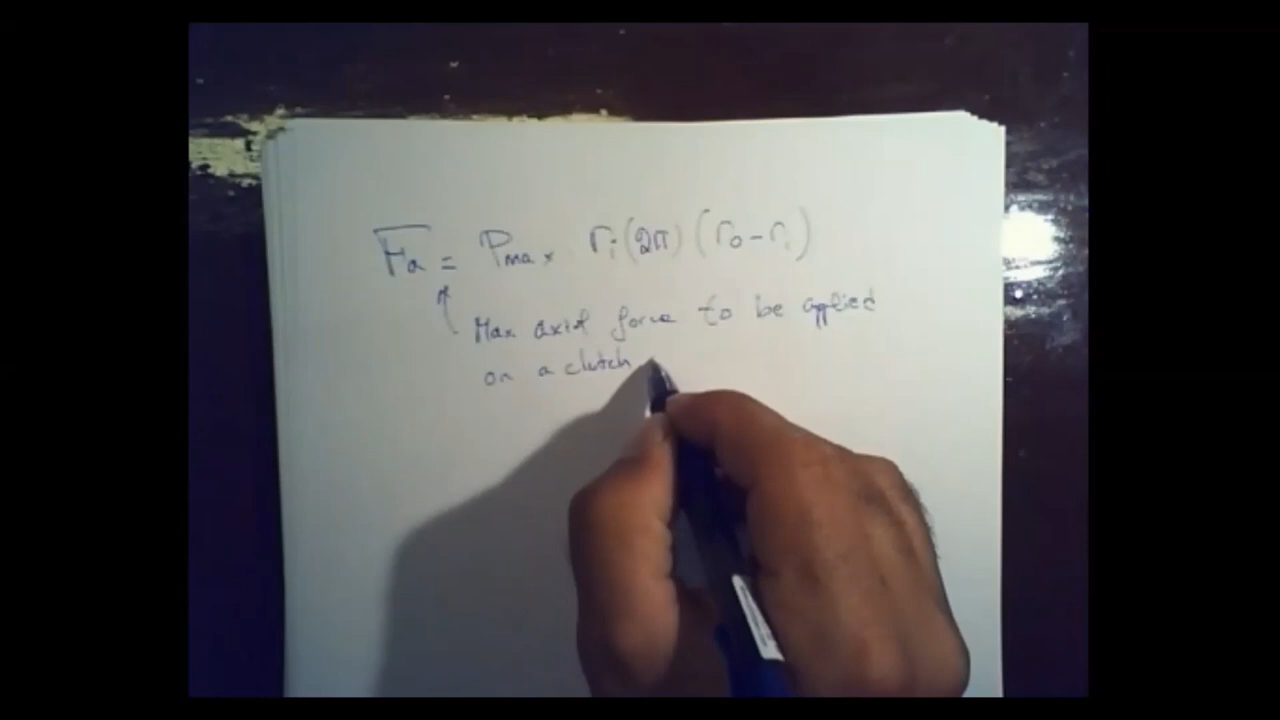 Fa = Pmax ri (2π) (ro - ri)
Max axial force to be applied
on a clutch